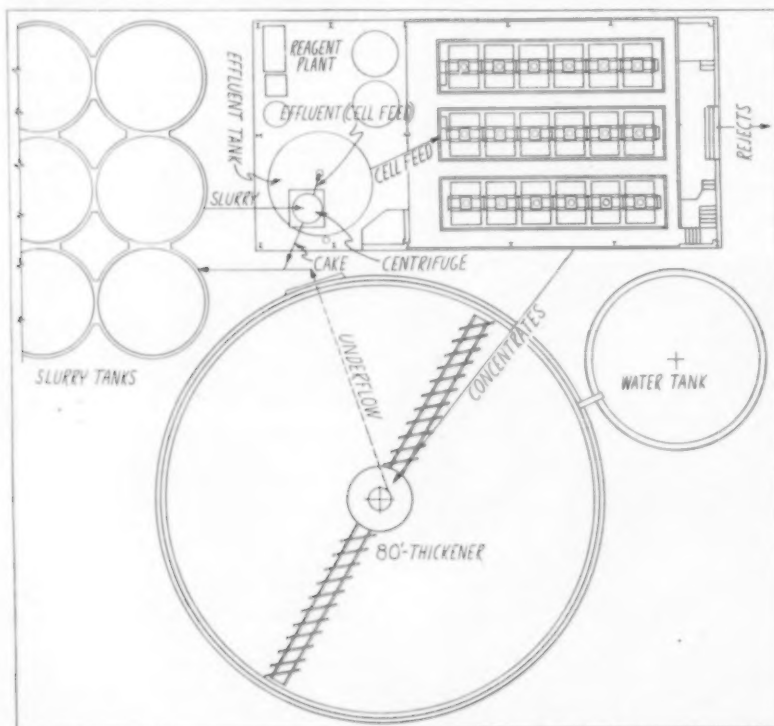 REAGENT
PLANT
EFFLUENT
TANK
EFFLUENT (CELL FEED)
CELL FEED
REJECTS
SLURRY
CAKE
CENTRIFUGE
SLURRY TANKS
UNDERFLOW
CONCENTRATES
WATER TANK
80'-THICKENER